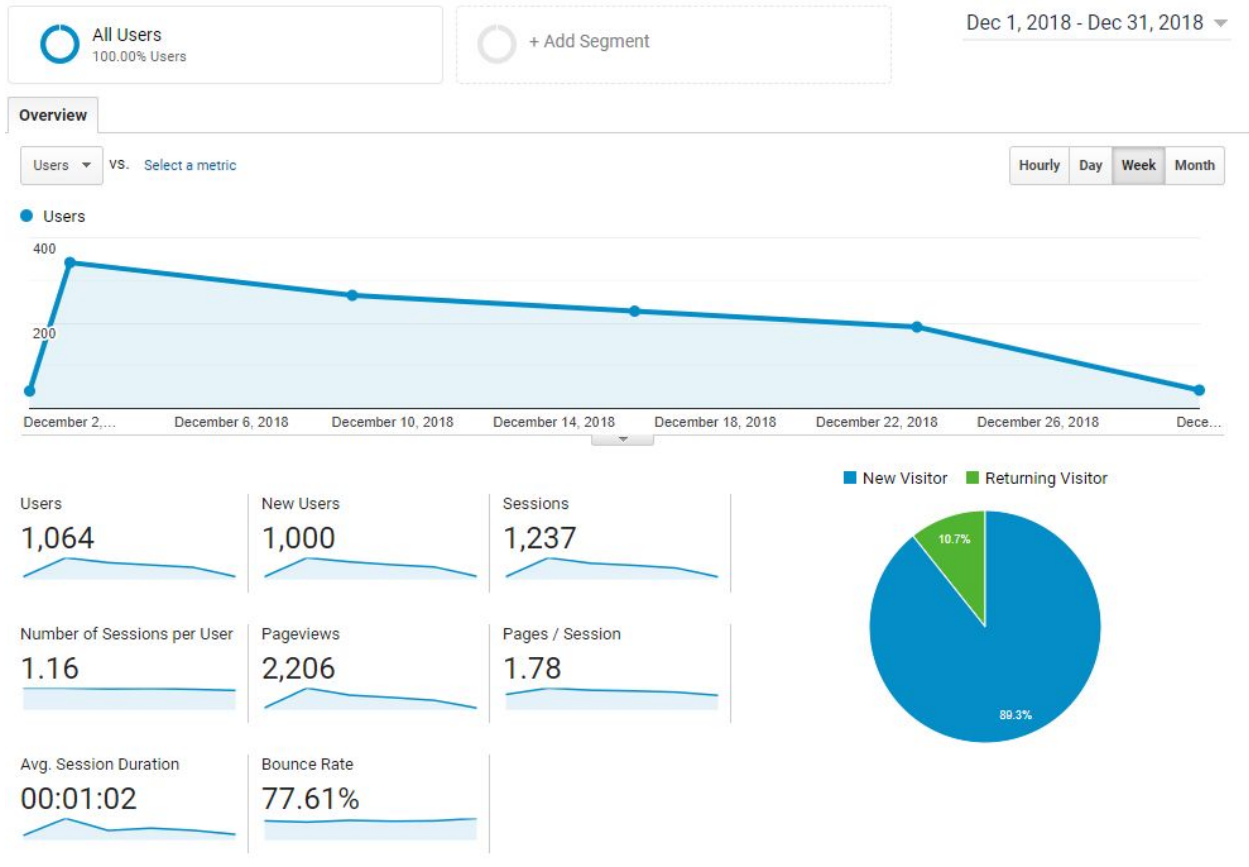 All Users
100.00% Users
+ Add Segment
Dec 1, 2018 - Dec 31, 2018
Overview
Users VS. Select a metric
Hourly Day Week Month
Users
400
200
December 2,... December 6, 2018 December 10, 2018 December 14, 2018 December 18, 2018 December 22, 2018 December 26, 2018 Dece...
New Visitor Returning Visitor
Users New Users Sessions
1,064 1,000 1,237
Number of Sessions per User Pageviews Pages / Session
1.16 2,206 1.78
Avg. Session Duration Bounce Rate
00:01:02 77.61%
10.7%
89.3%